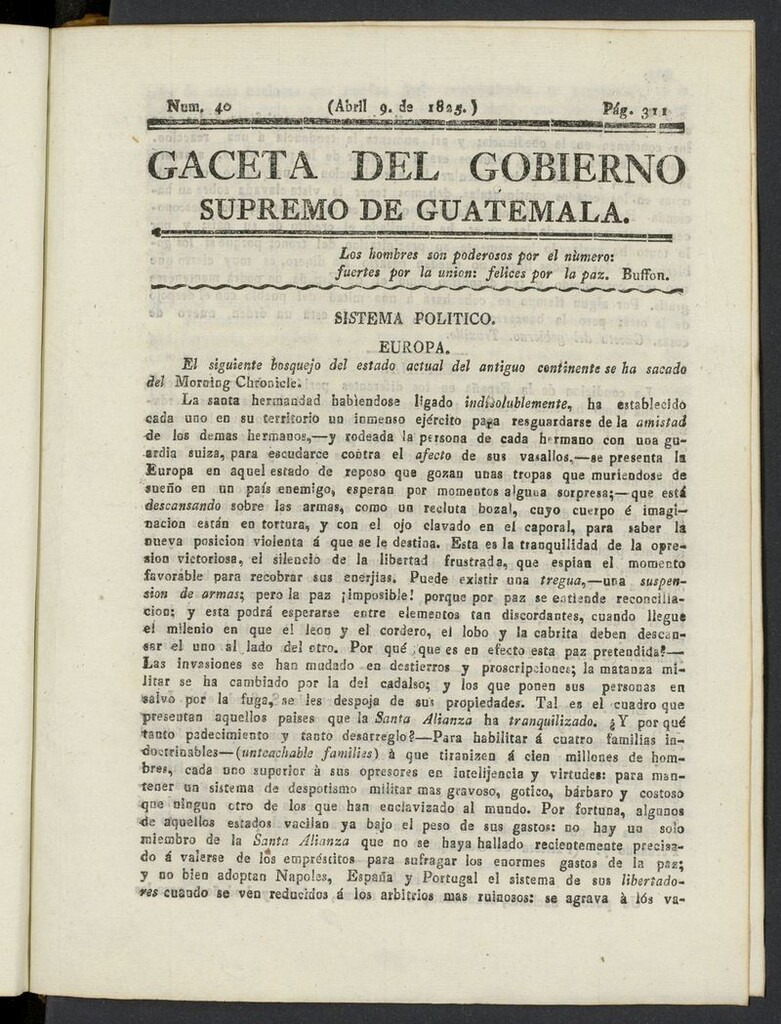 Num. 40 (Abril 9. de 1825.) Pág. 311
GACETA DEL GOBIERNO
SUPREMO DE GUATEMALA.
Los hombres son poderosos por el nùmero:
fuertes por la union: felices por la paz. Buffon.
SISTEMA POLITICO.
EUROPA.
El siguiente bosquejo del estado actual del antiguo continente se ha sacado
del Morning Chronicle.
La santa hermandad habiendose ligado indisolublemente, ha establecido
cada uno en su territorio un inmenso ejército para resguardarse de la amistad
de los demas hermanos,—y rodeada la persona de cada hermano con una gu-
ardia suiza, para escudarce contra el afecto de sus vasallos,—se presenta la
Europa en aquel estado de reposo que gozan unas tropas que muriendose de
sueño en un país enemigo, esperan por momentos alguna sorpresa;—que está
descansando sobre las armas, como un recluta bozal, cuyo cuerpo é imagi-
nacion están en tortura, y con el ojo clavado en el caporal, para saber la
nueva posicion violenta á que se le destina. Esta es la tranquilidad de la opre-
sion victoriosa, el silencio de la libertad frustrada, que espian el momento
favorable para recobrar sus enerjias. Puede existir una tregua,—una suspen-
sion de armas; pero la paz ¡imposible! porque por paz se entiende reconcilia-
cion; y esta podrá esperarse entre elementos tan discordantes, cuando llegue
el milenio en que el leon y el cordero, el lobo y la cabrita deben descan-
sar el uno al lado del otro. Por qué ¿que es en efecto esta paz pretendida?—
Las invasiones se han mudado en destierros y proscripciones; la matanza mi-
litar se ha cambiado por la del cadalso; y los que ponen sus personas en
salvo por la fuga, se les despoja de sus propiedades. Tal es el cuadro que
presentan aquellos paises que la Santa Alianza ha tranquilizado. ¿Y por qué
tanto padecimiento y tanto desarreglo?—Para habilitar á cuatro familias in-
doctrinables—(unteachable families) à que tiranizen á cien millones de hom-
bres, cada uno superior à sus opresores en intelijencia y virtudes: para man-
tener un sistema de despotismo militar mas gravoso, gotico, bárbaro y costoso
que ningun otro de los que han enclavizado al mundo. Por fortuna, algunos
de aquellos estados vacilan ya bajo el peso de sus gastos: no hay un solo
miembro de la Santa Alianza que no se haya hallado recientemente precisa-
do á valerse de los empréstitos para sufragar los enormes gastos de la paz;
y no bien adoptan Napoles, España y Portugal el sistema de sus libertado-
res cuando se ven reducidos á los arbitrios mas ruinosos: se agrava à lós va-